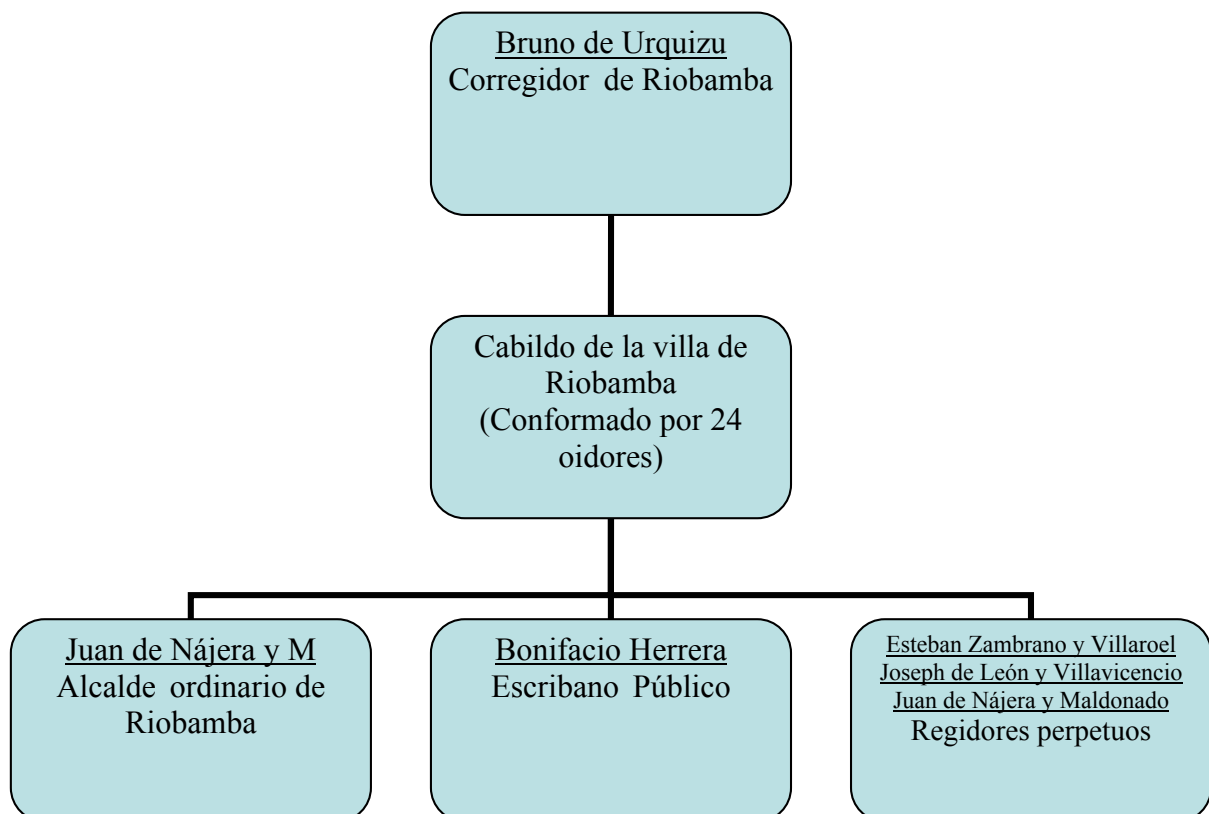 Bruno de Urquizu
Corregidor de Riobamba
Cabildo de la villa de
Riobamba
(Conformado por 24
oidores)
Juan de Nájera y M
Alcalde ordinario de
Riobamba
Bonifacio Herrera
Escribano Público
Esteban Zambrano y Villaroel
Joseph de León y Villavicencio
Juan de Nájera y Maldonado
Regidores perpetuos